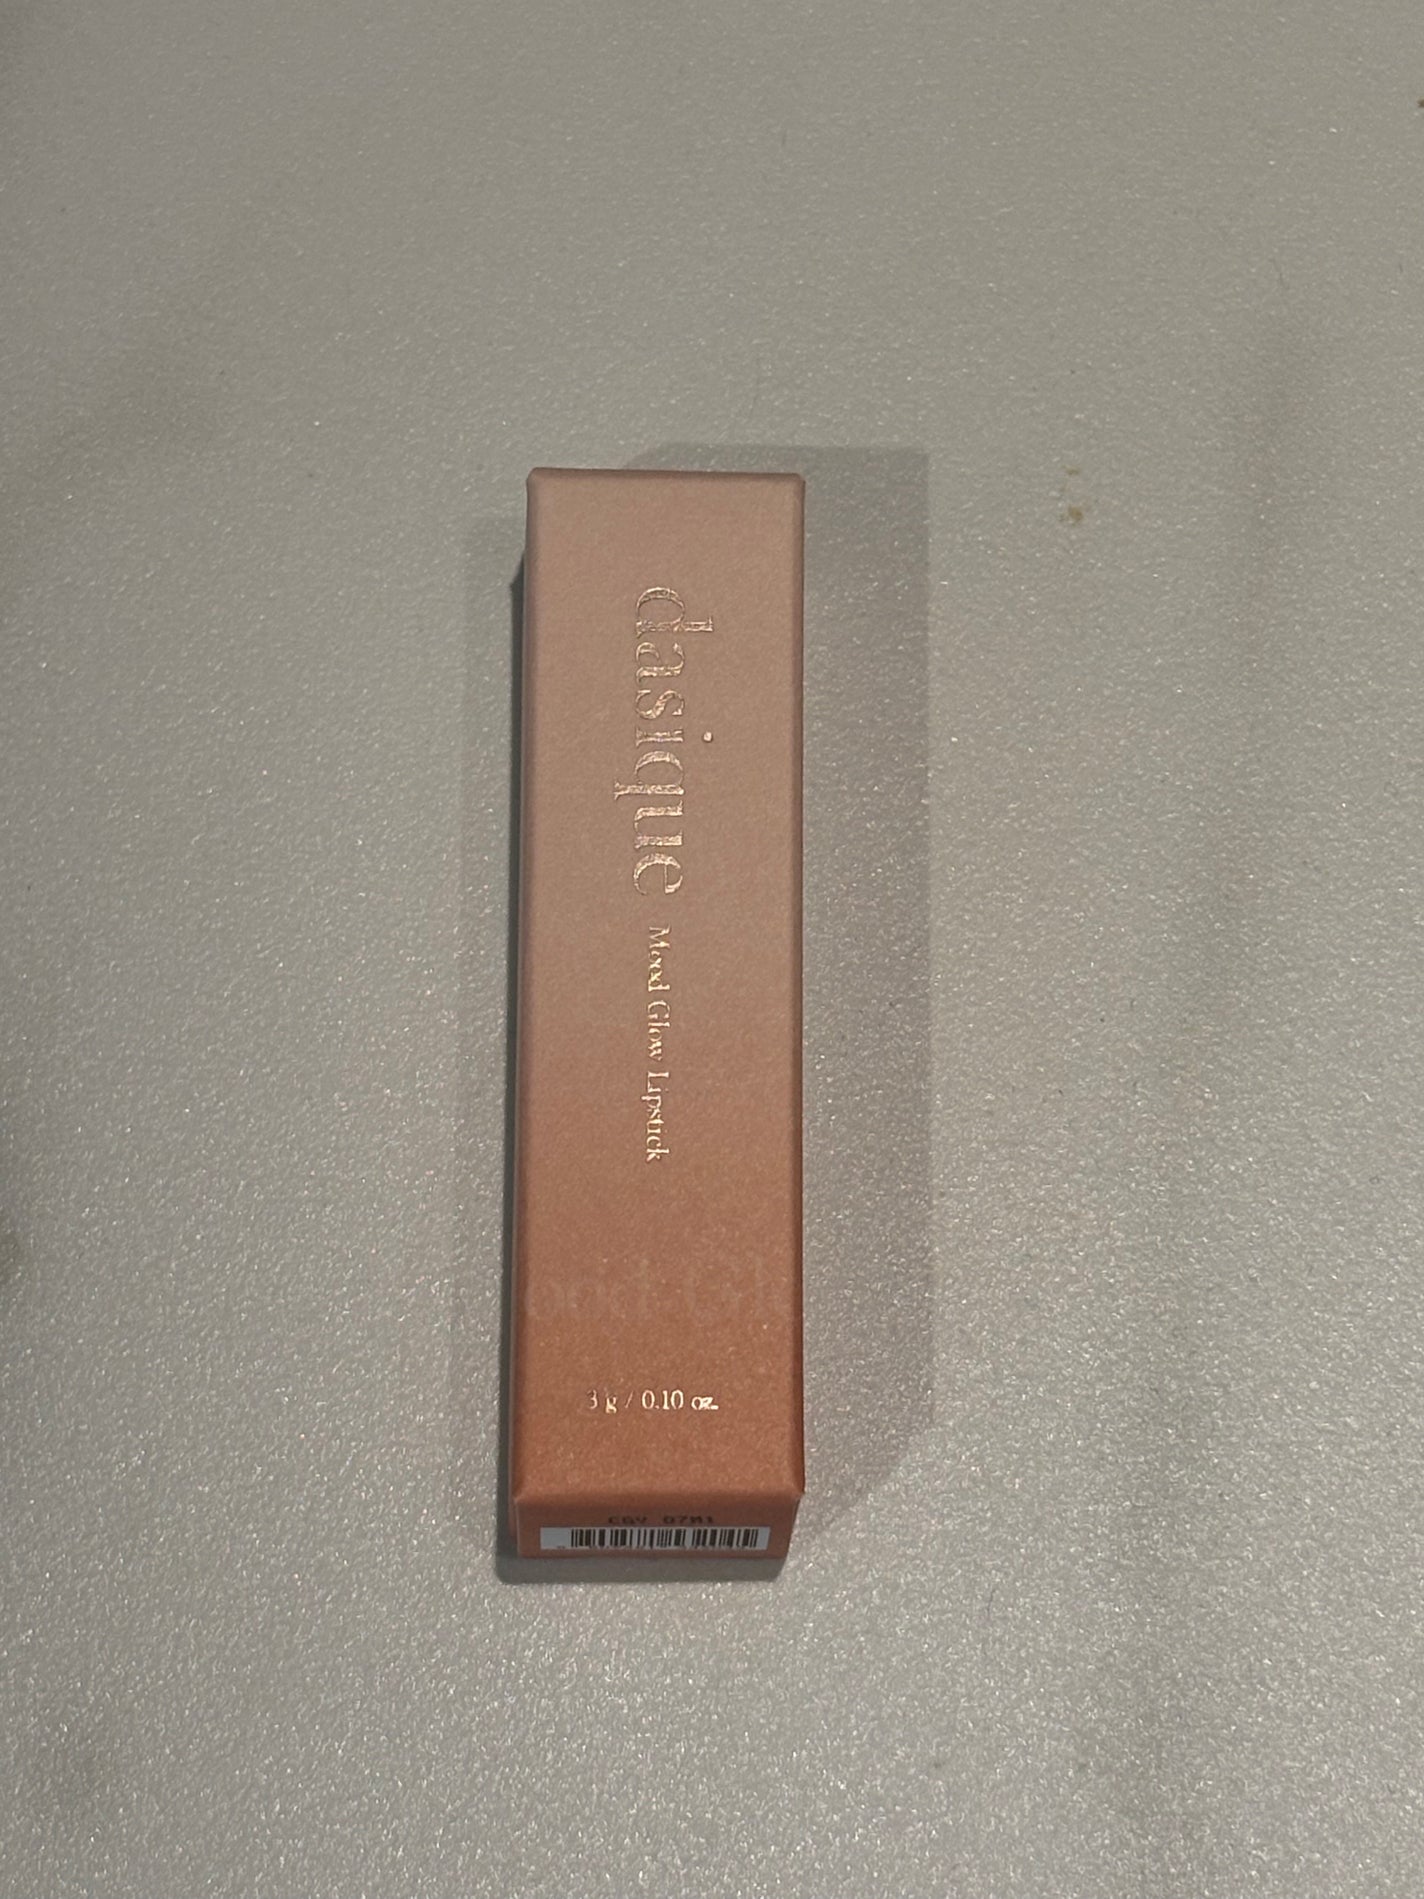 dasique
Mood Glow Lipstick
3 g / 0.10 oz.